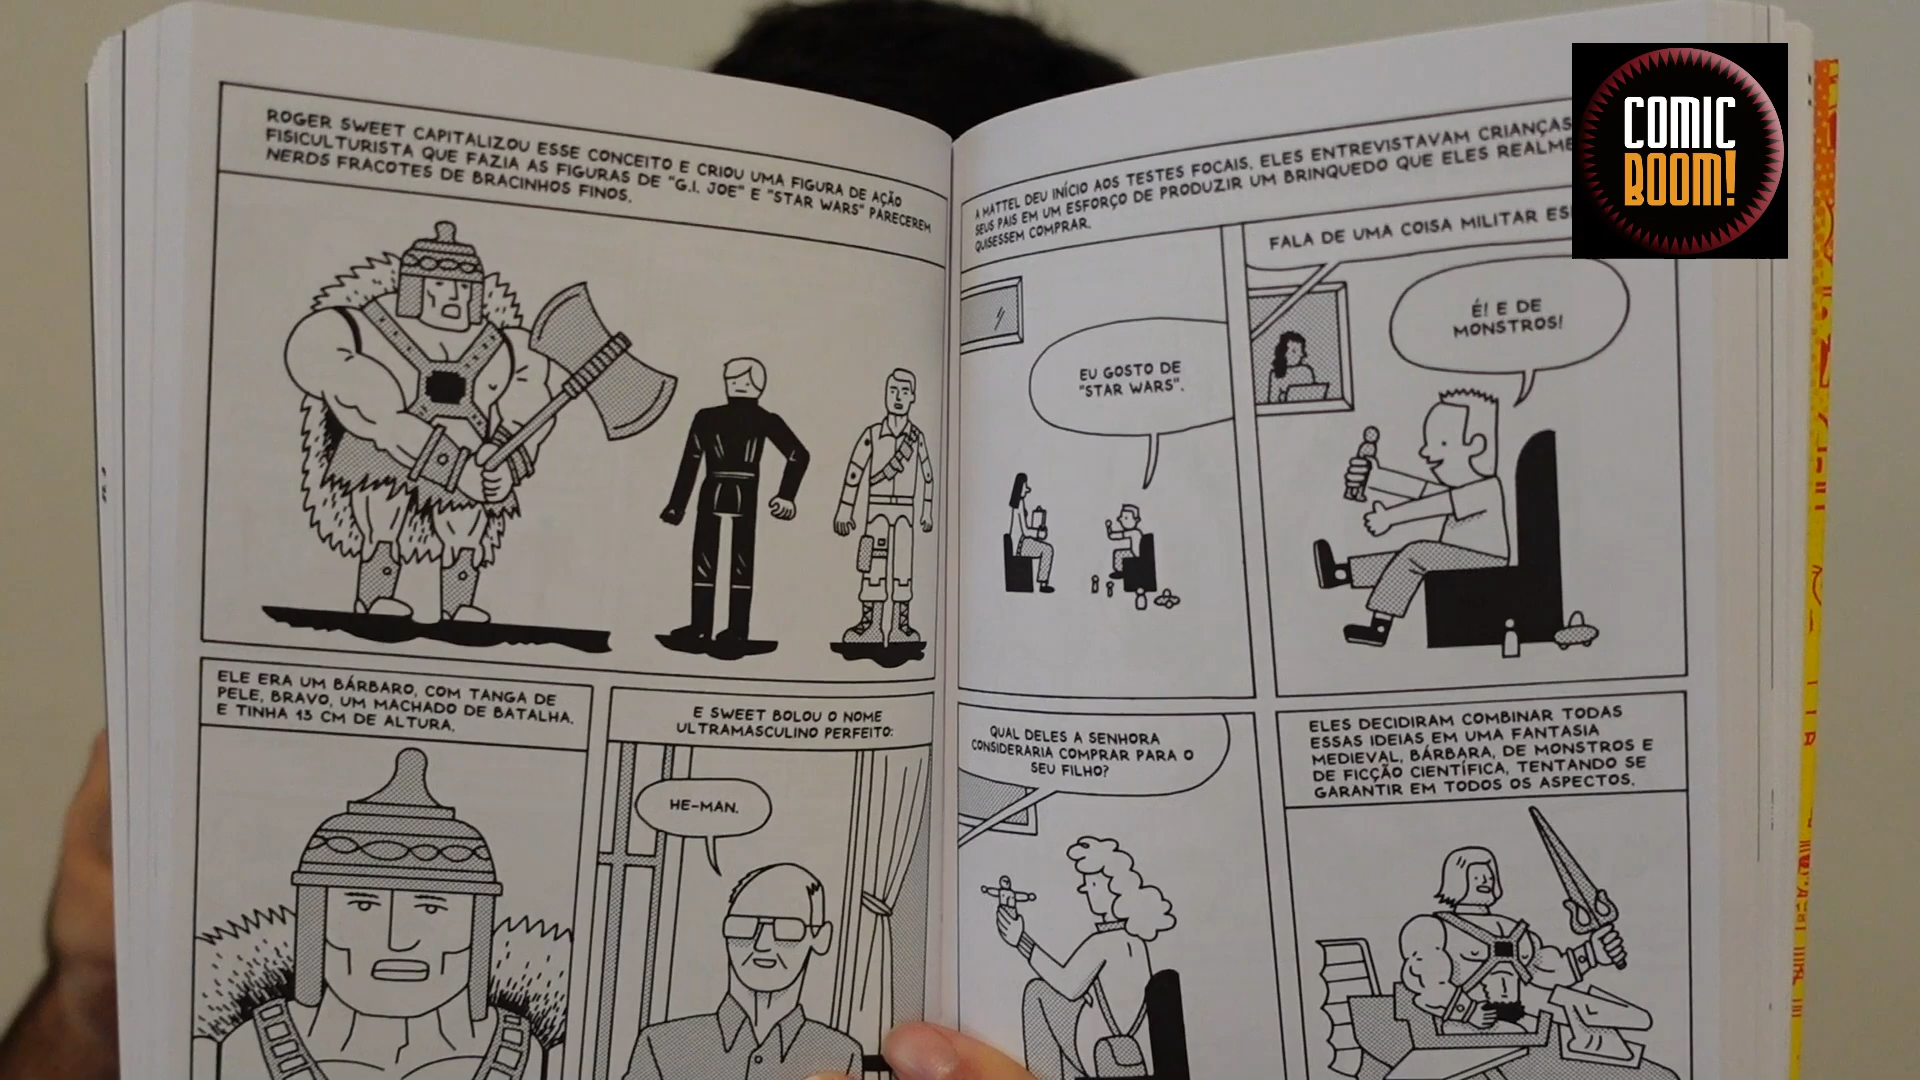 ROGER SWEET CAPITALIZOU ESSE CONCEITO E CRIOU UMA FIGURA DE AÇÃO
FISICULTURISTA QUE FAZIA AS FIGURAS DE "G.I. JOE" E "STAR WARS" PARECEREM
NERDS FRACOTES DE BRACINHOS FINOS.
ELE ERA UM BÁRBARO, COM TANGA DE
PELE, BRAVO, UM MACHADO DE BATALHA.
E TINHA 13 CM DE ALTURA.
E SWEET BOLOU O NOME
ULTRAMASCULINO PERFEITO:
HE-MAN.
A MATTEL DEU INÍCIO AOS TESTES FOCAIS. ELES ENTREVISTAVAM CRIANÇAS
SEUS PAIS EM UM ESFORÇO DE PRODUZIR UM BRINQUEDO QUE ELES
QUISESSEM COMPRAR.
EU GOSTO DE
"STAR WARS".
FALA DE UMA COISA MILITAR
É! E DE
MONSTROS!
QUAL DELES A SENHORA
CONSIDERARIA COMPRAR PARA O
SEU FILHO?
ELES DECIDIRAM COMBINAR TODAS
ESSAS IDEIAS EM UMA FANTASIA
MEDIEVAL, BÁRBARA, DE MONSTROS E
DE FICÇÃO CIENTÍFICA, TENTANDO SE
GARANTIR EM TODOS OS ASPECTOS.
COMIC
BOOM!